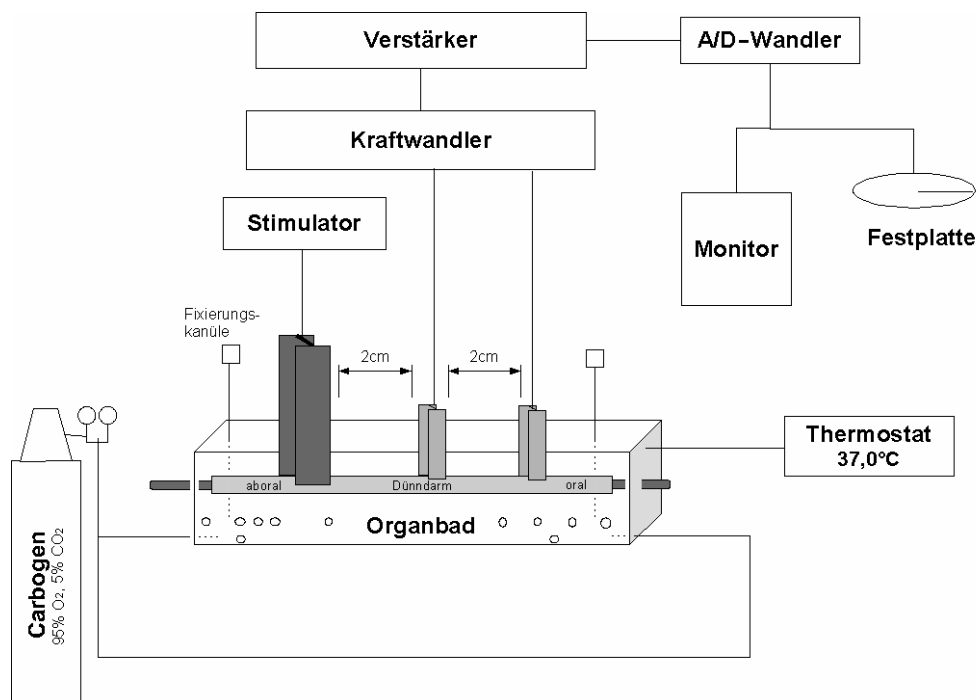 Verstärker
A/D-Wandler
Kraftwandler
Stimulator
Monitor
Festplatte
Fixierungs-
kanüle
2cm
2cm
Thermostat
37,0°C
aboral
Dünndarm
oral
Organbad
Carbogen
95% O₂, 5% CO₂